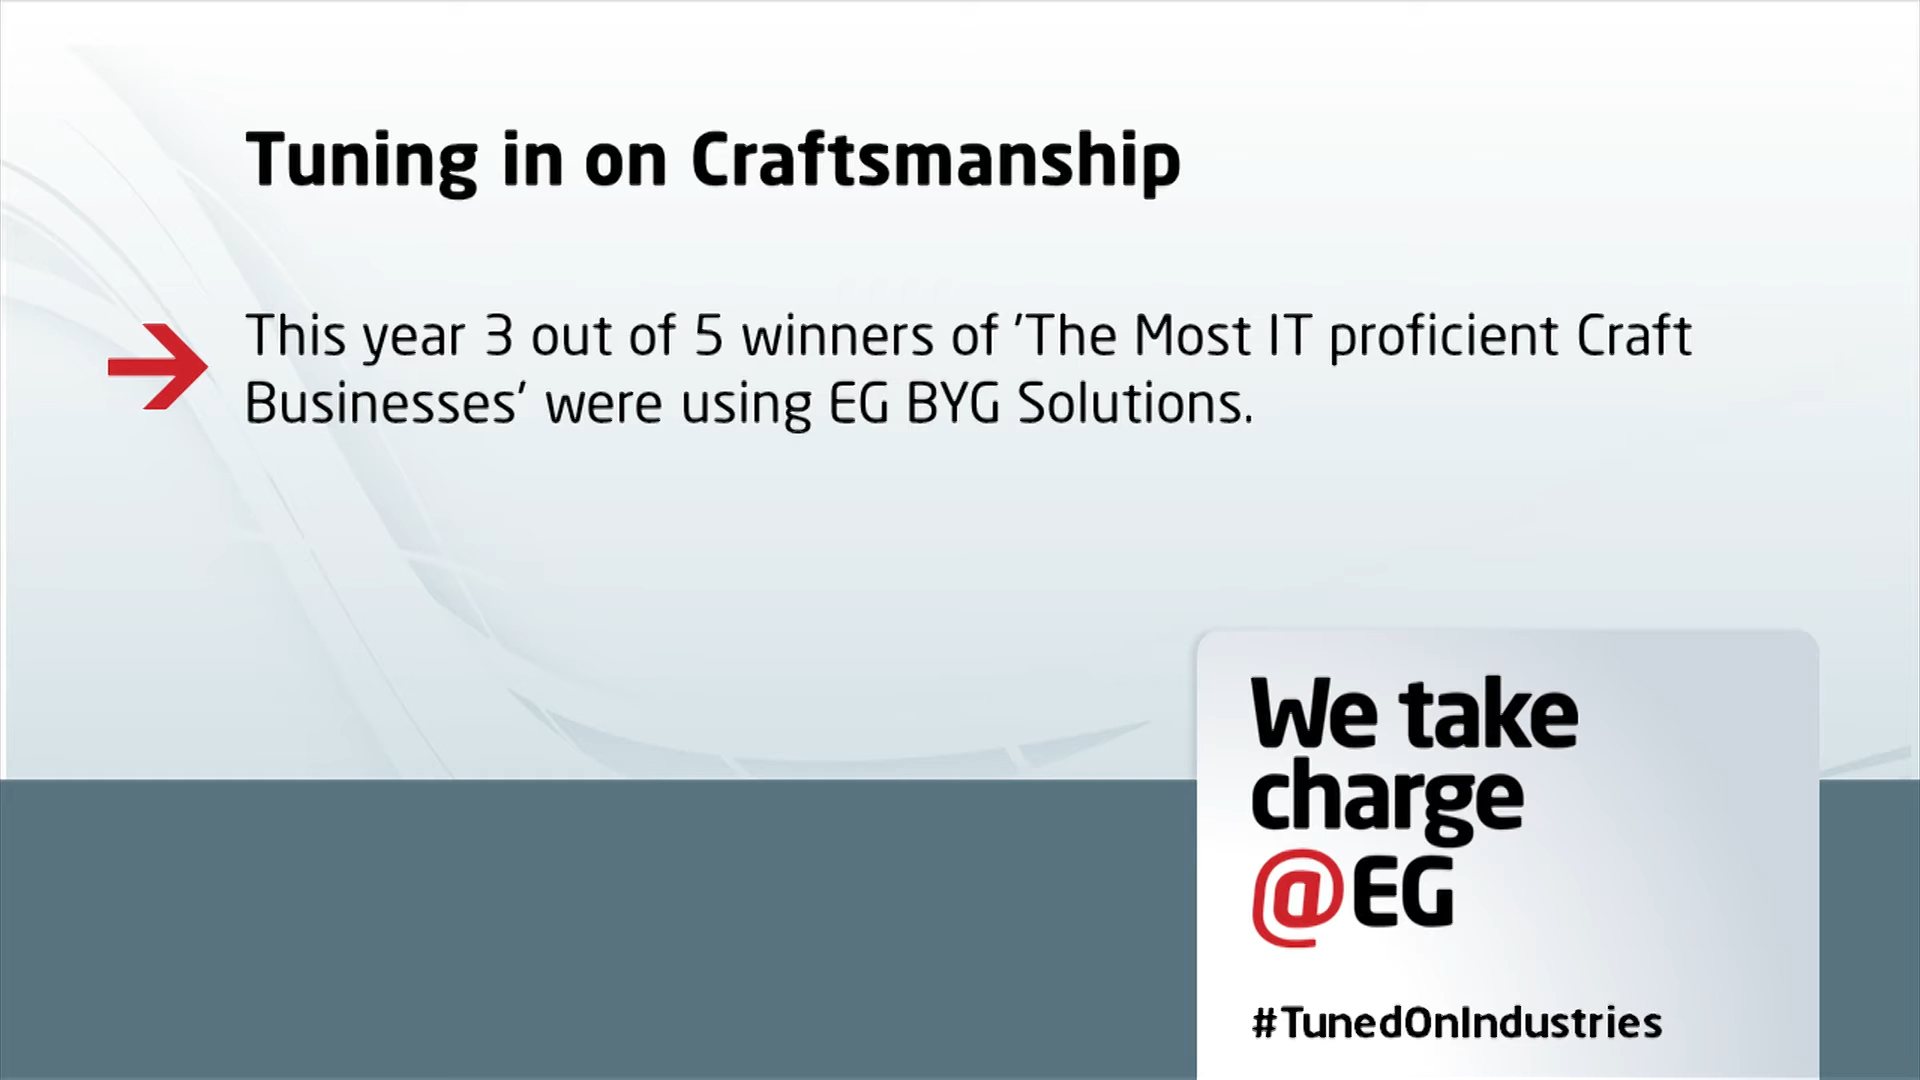 Tuning in on Craftsmanship
This year 3 out of 5 winners of 'The Most IT proficient Craft
Businesses' were using EG BYG Solutions.
We take
charge
@EG
#TunedOnIndustries